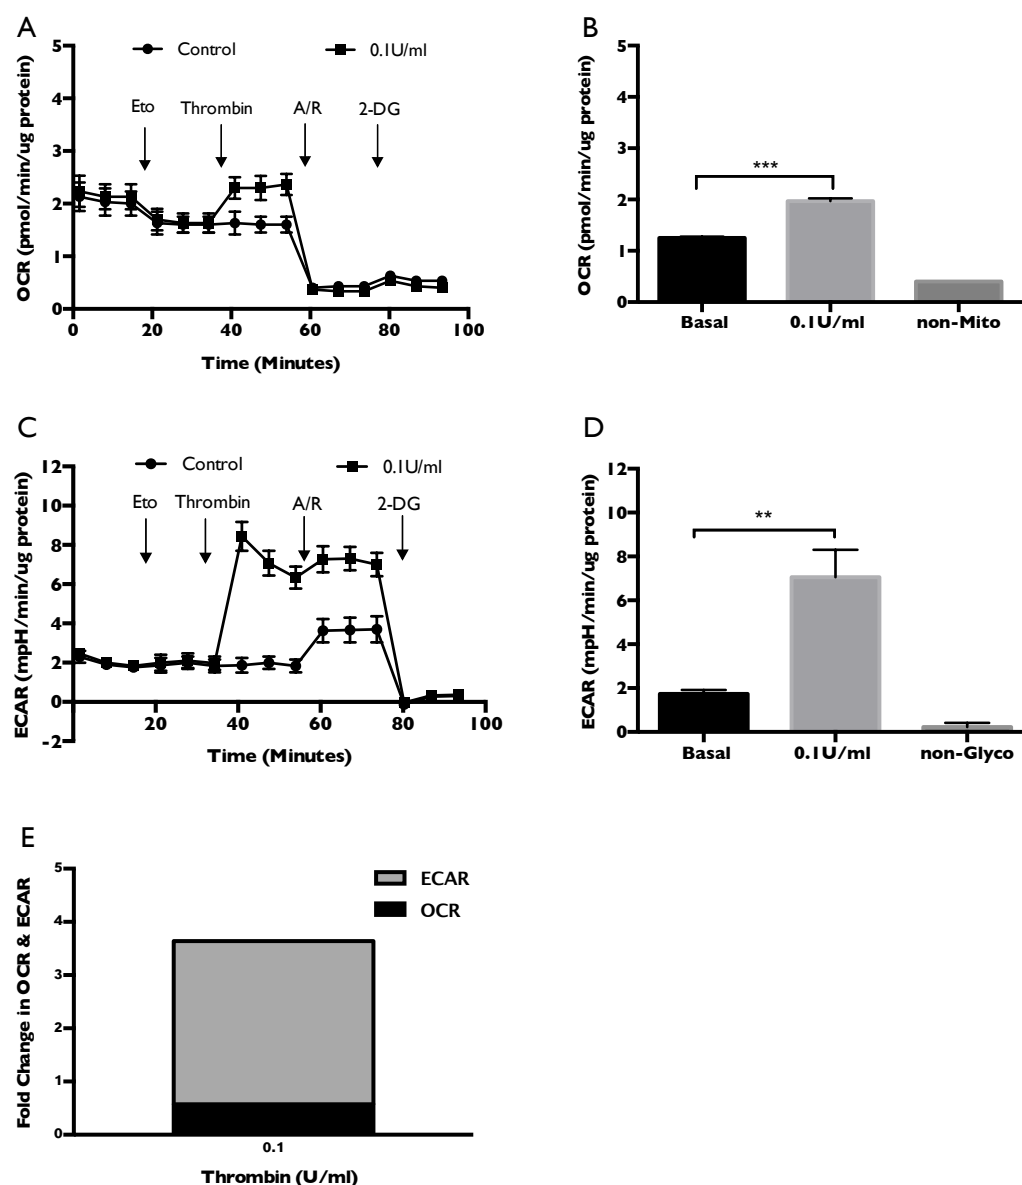 A
Control
0.1U/ml
Eto
Thrombin
A/R
2-DG
OCR (pmol/min/ug protein)
5
4
3
2
1
0
0
20
40
60
80
100
Time (Minutes)
B
OCR (pmol/min/ug protein)
5
4
3
2
1
0
***
Basal
0.1U/ml
non-Mito
C
Control
0.1U/ml
Eto
Thrombin
A/R
2-DG
ECAR (mpH/min/ug protein)
12
10
8
6
4
2
0
-2
20
40
60
80
100
Time (Minutes)
D
ECAR (mpH/min/ug protein)
12
10
8
6
4
2
0
**
Basal
0.1U/ml
non-Glyco
E
Fold Change in OCR & ECAR
5
4
3
2
1
0
ECAR
OCR
0.1
Thrombin (U/ml)